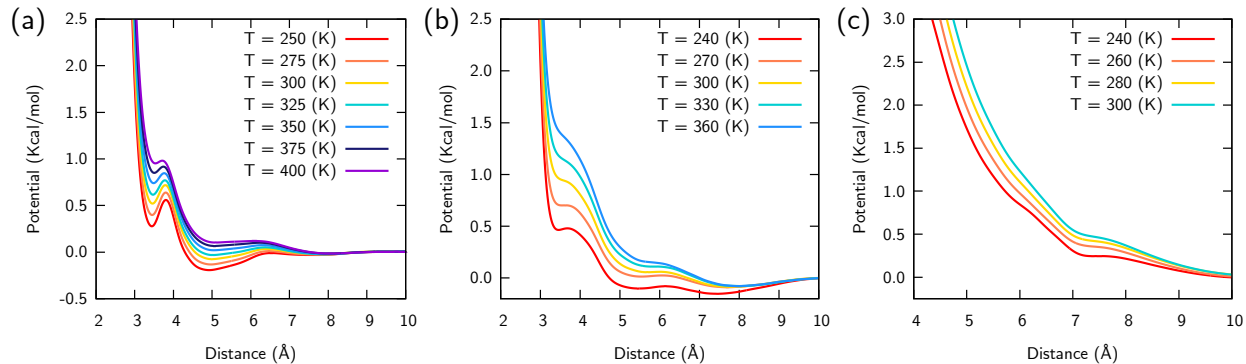 (a)
Potential (Kcal/mol)
2.5
2.0
1.5
1.0
0.5
0.0
-0.5
T = 250 (K)
T = 275 (K)
T = 300 (K)
T = 325 (K)
T = 350 (K)
T = 375 (K)
T = 400 (K)
2 3 4 5 6 7 8 9 10
Distance (Å)
(b)
Potential (Kcal/mol)
2.5
2.0
1.5
1.0
0.5
0.0
T = 240 (K)
T = 270 (K)
T = 300 (K)
T = 330 (K)
T = 360 (K)
2 3 4 5 6 7 8 9 10
Distance (Å)
(c)
Potential (Kcal/mol)
3.0
2.5
2.0
1.5
1.0
0.5
0.0
T = 240 (K)
T = 260 (K)
T = 280 (K)
T = 300 (K)
4 5 6 7 8 9 10
Distance (Å)